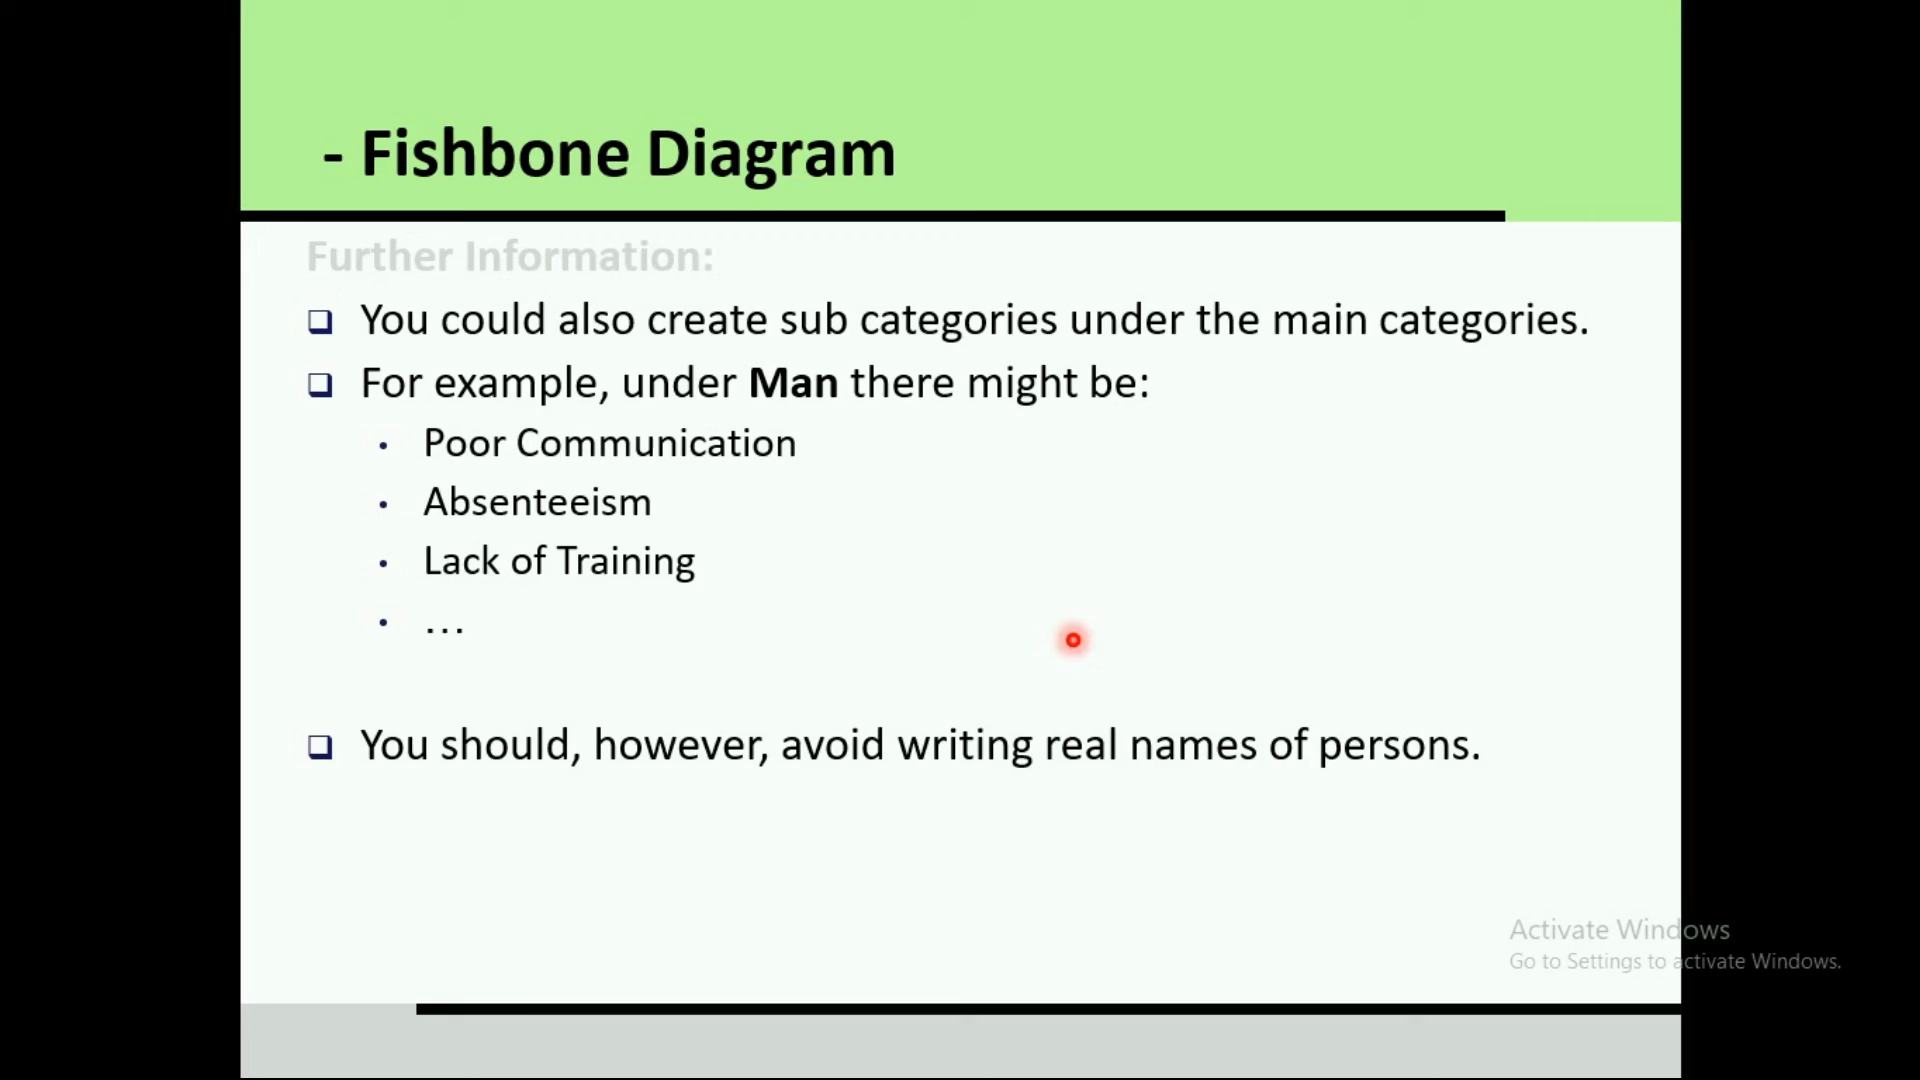 - Fishbone Diagram
Further Information:
You could also create sub categories under the main categories.
For example, under Man there might be:
Poor Communication
Absenteeism
Lack of Training
...
You should, however, avoid writing real names of persons.
Activate Windows
Go to Settings to activate Windows.